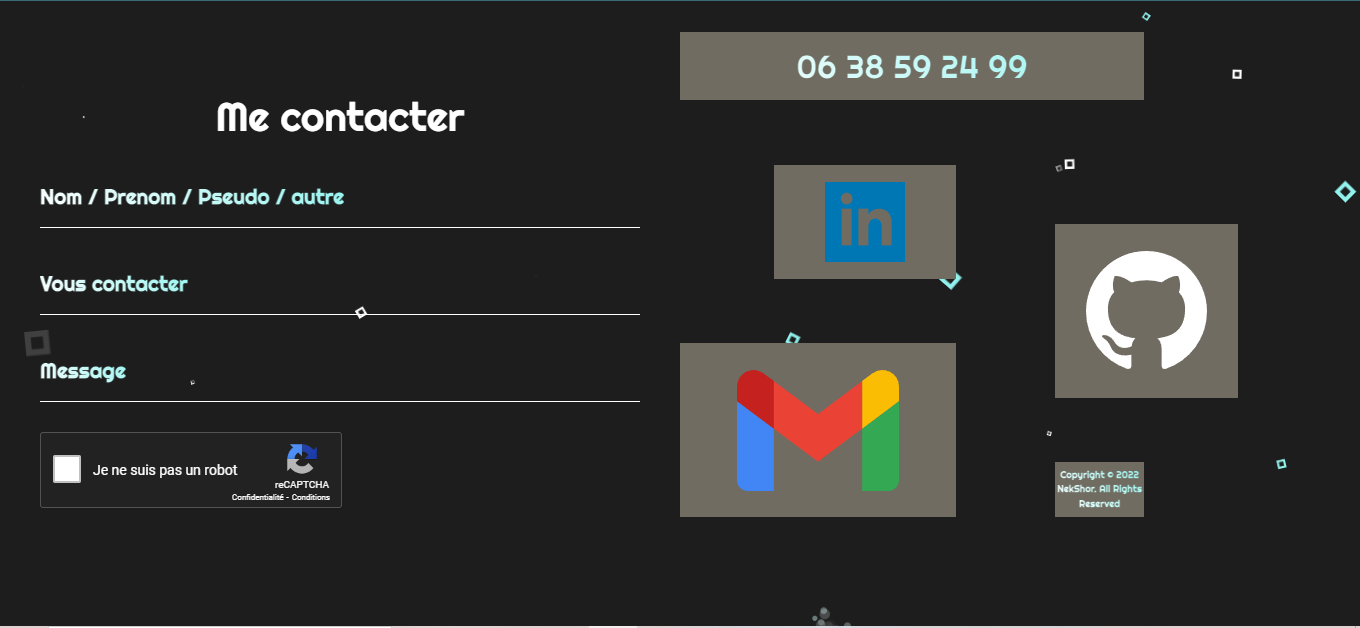 Me contacter
Nom / Prenom / Pseudo / autre
Vous contacter
Message
Je ne suis pas un robot
reCAPTCHA
Confidentialité - Conditions
06 38 59 24 99
in
Copyright © 2022
NekShor. All Rights
Reserved